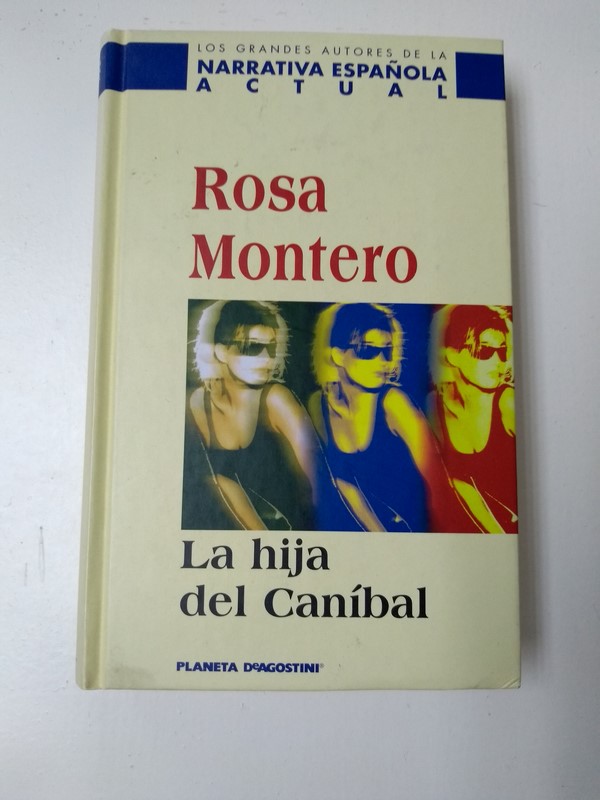 LOS GRANDES AUTORES DE LA
NARRATIVA ESPAÑOLA
ACTUAL
Rosa
Montero
La hija
del Caníbal
PLANETA DeAGOSTINI®